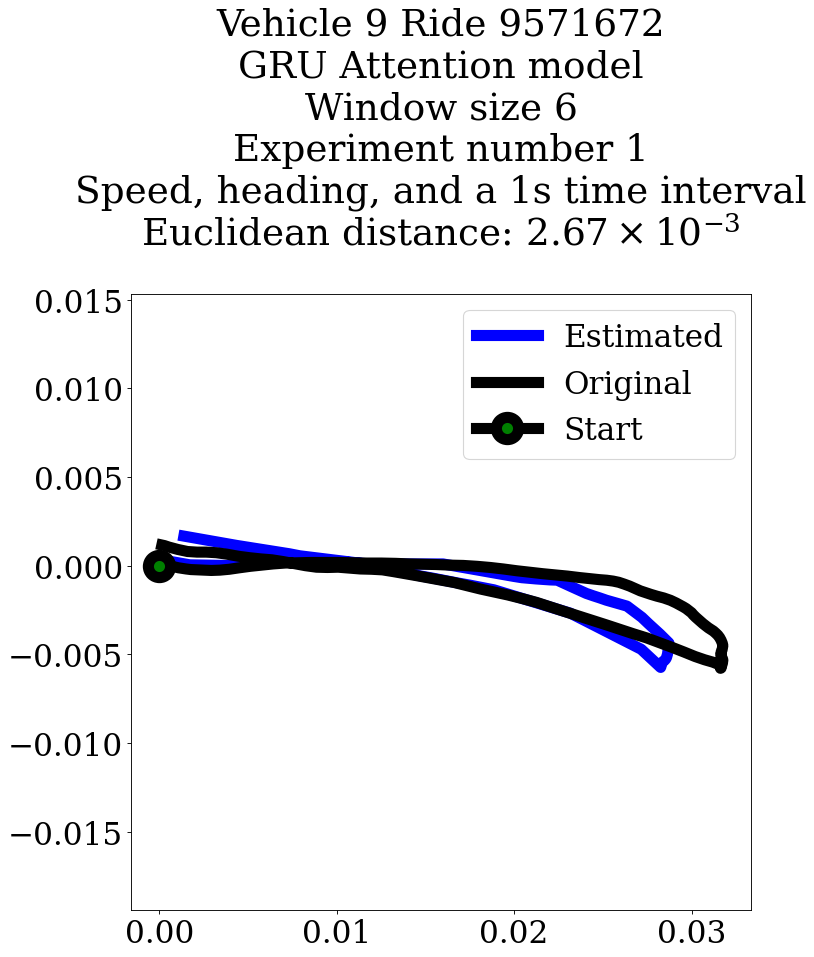 Vehicle 9 Ride 9571672
GRU Attention model
Window size 6
Experiment number 1
Speed, heading, and a 1s time interval
Euclidean distance: 2.67 × 10⁻³
Estimated
Original
Start
0.015
0.010
0.005
0.000
−0.005
−0.010
−0.015
0.00 0.01 0.02 0.03